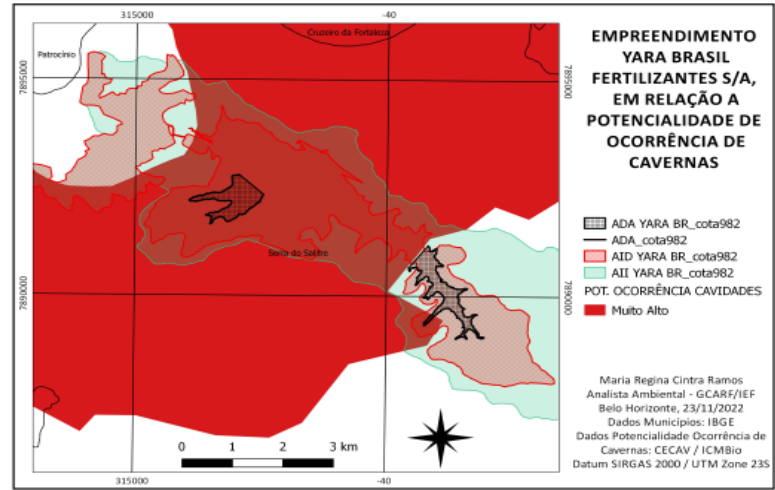 315000
-40
EMPREENDIMENTO
YARA BRASIL
FERTILIZANTES S/A,
EM RELAÇÃO A
POTENCIALIDADE DE
OCORRÊNCIA DE
CAVERNAS
Cruzeiro da Fortaleza
Patrocínio
7895000
7895000
Serra do Salitre
7890000
7890000
ADA YARA BR_cota982
ADA_cota982
AID YARA BR_cota982
AII YARA BR_cota982
POT. OCORRÊNCIA CAVIDADES
Muito Alto
Maria Regina Cintra Ramos
Analista Ambiental - GCARF/IEF
Belo Horizonte, 23/11/2022
Dados Municípios: IBGE
Dados Potencialidade Ocorrência de
Cavernas: CECAV / ICMBio
Datum SIRGAS 2000 / UTM Zone 23S
0 1 2 3 km
315000
-40